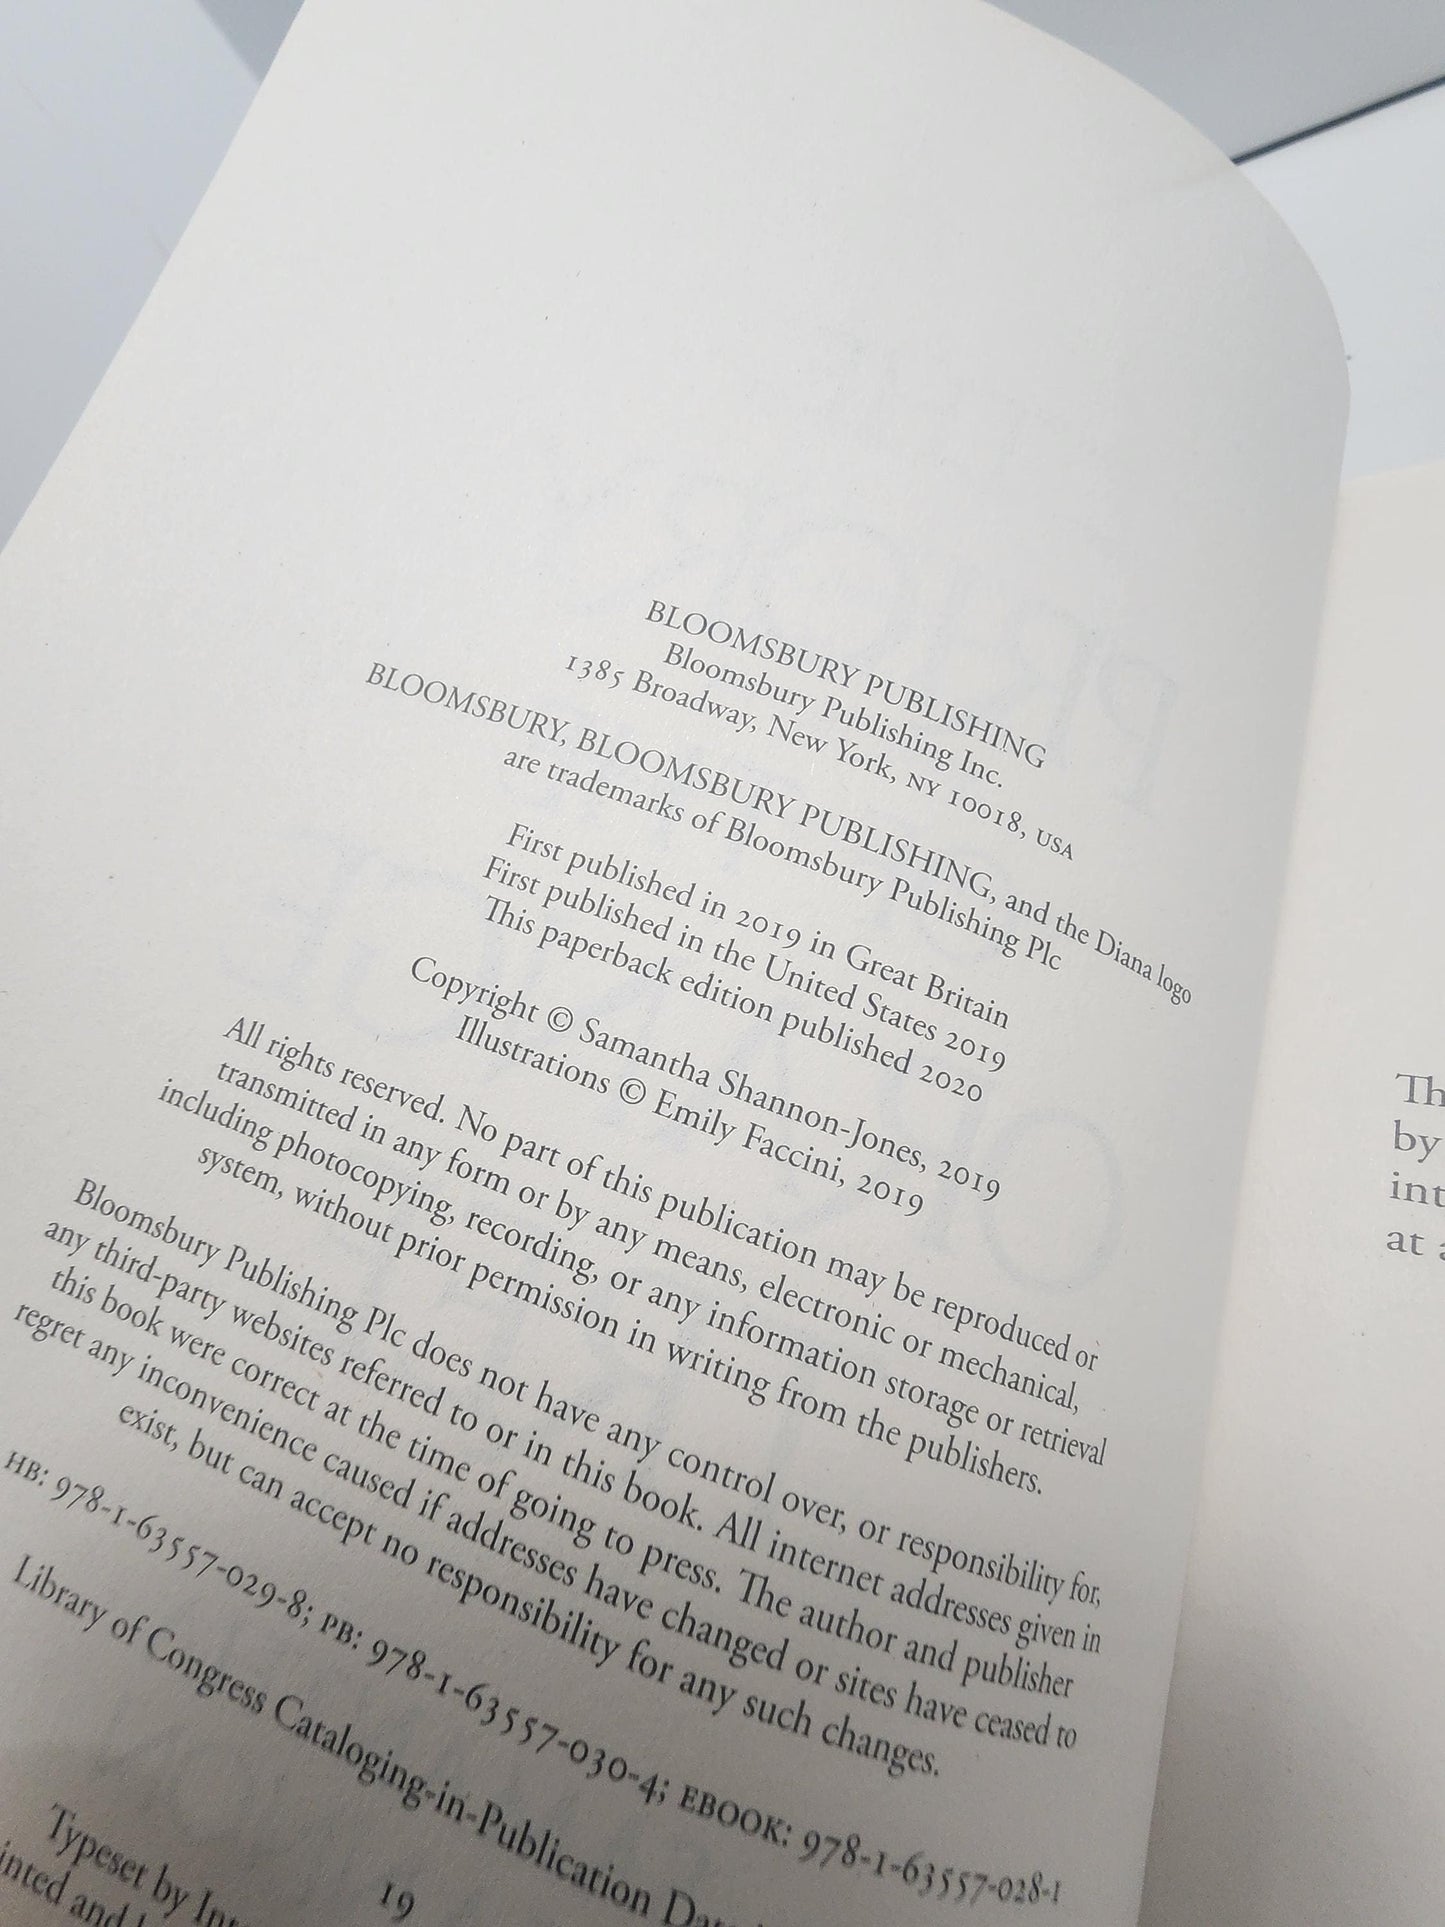 BLOOMSBURY PUBLISHING
Bloomsbury Publishing Inc.
1385 Broadway, New York, NY 10018, USA
BLOOMSBURY, BLOOMSBURY PUBLISHING, and the Diana logo
are trademarks of Bloomsbury Publishing Plc
First published in 2019 in Great Britain
First published in the United States 2019
This paperback edition published 2020
Copyright © Samantha Shannon-Jones, 2019
Illustrations © Emily Faccini, 2019
All rights reserved. No part of this publication may be reproduced or
transmitted in any form or by any means, electronic or mechanical,
including photocopying, recording, or any information storage or retrieval
system, without prior permission in writing from the publishers.
Bloomsbury Publishing Plc does not have any control over, or responsibility for,
any third-party websites referred to or in this book. All internet addresses given in
this book were correct at the time of going to press. The author and publisher
regret any inconvenience caused if addresses have changed or sites have ceased to
exist, but can accept no responsibility for any such changes.
HB: 978-1-63557-029-8; PB: 978-1-63557-030-4; EBOOK: 978-1-63557-028-1
Library of Congress Cataloging-in-Publication
19
Typeset by
and
Th
by
int
at